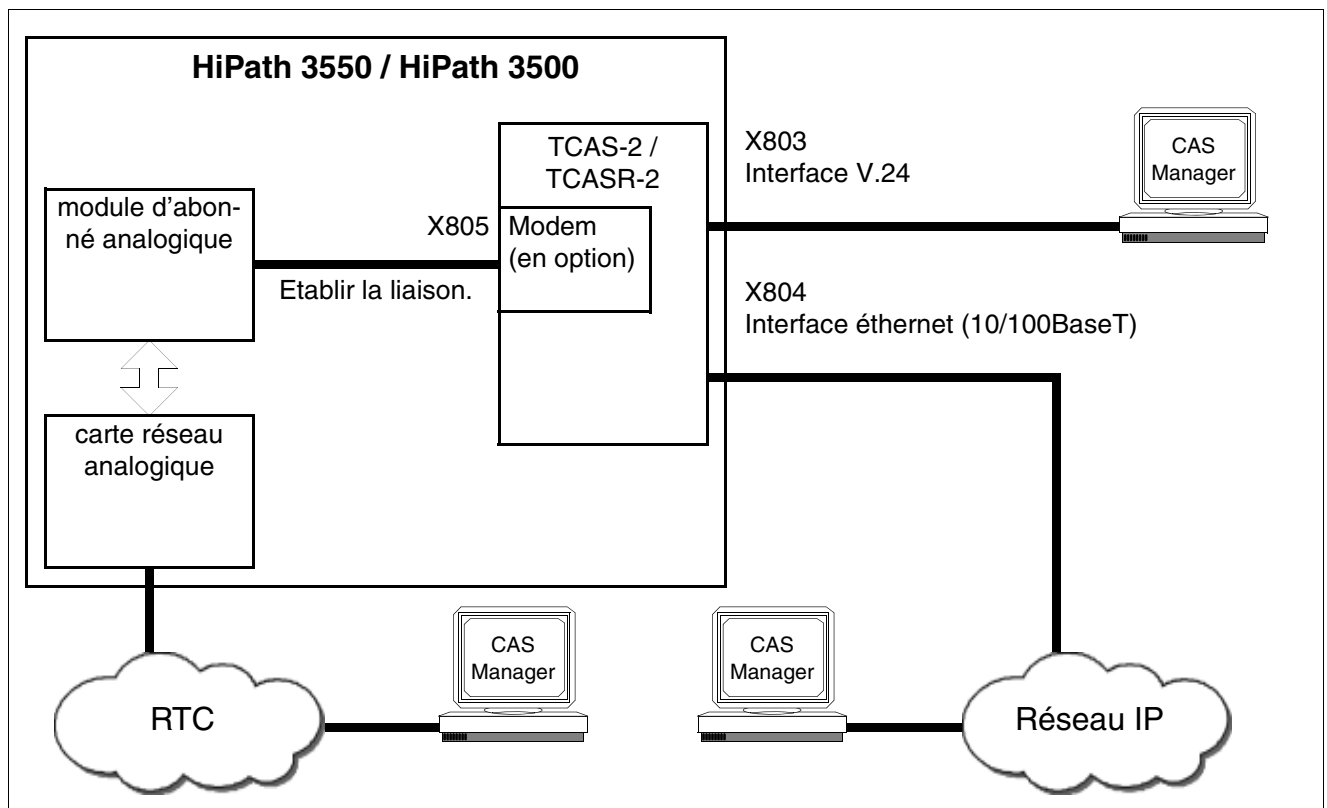 HiPath 3550 / HiPath 3500
TCAS-2 /
TCASR-2
X803
Interface V.24
CAS
Manager
module d'abon-
né analogique
X805
Modem
(en option)
Etablir la liaison.
X804
Interface éthernet (10/100BaseT)
carte réseau
analogique
CAS
Manager
CAS
Manager
RTC
Réseau IP